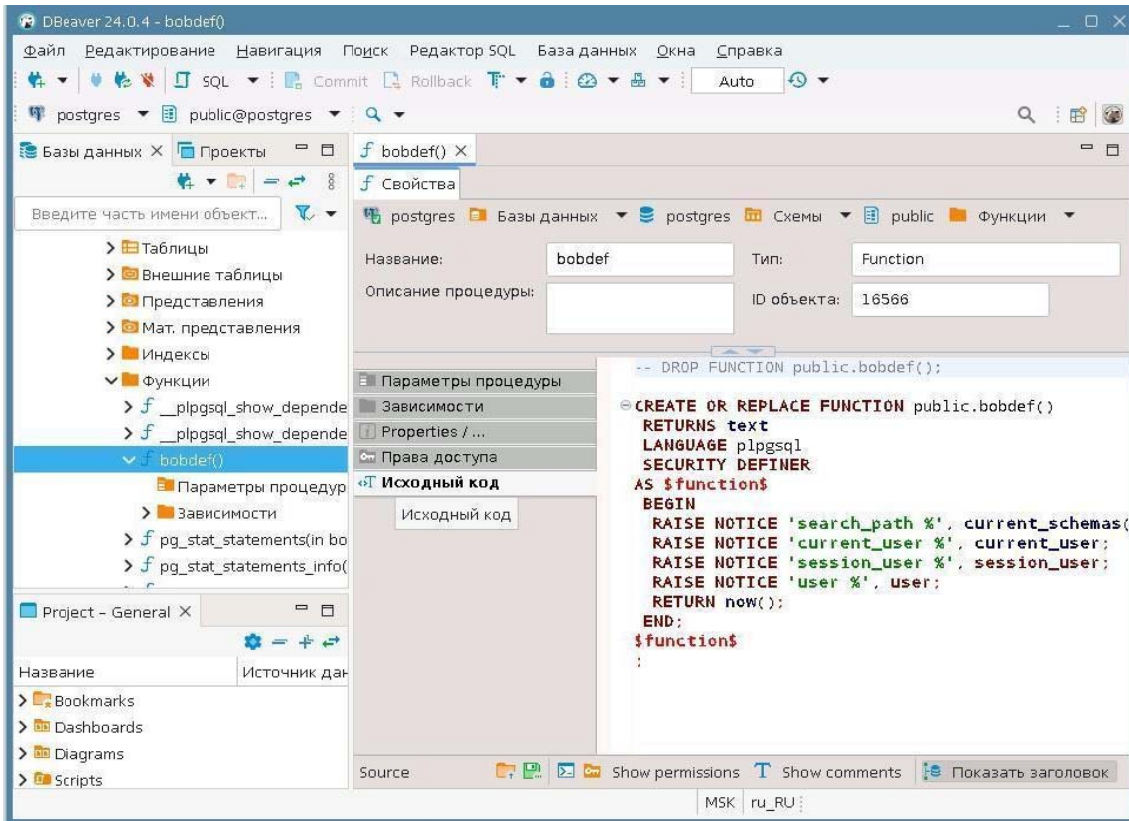 DBeaver 24.0.4 - bobdef()
Файл Редактирование Навигация Поиск Редактор SQL База данных Окна Справка
SQL Commit Rollback Auto
postgres public@postgres
Базы данных Проекты
bobdef()
Свойства
Введите часть имени объект...
postgres Базы данных postgres Схемы public Функции
Название: bobdef Тип: Function
Описание процедуры: ID объекта: 16566
Таблицы
Внешние таблицы
Представления
Мат. представления
Индексы
Функции
__plpgsql_show_depende
__plpgsql_show_depende
bobdef()
Параметры процедур
Зависимости
pg_stat_statements(in bo
pg_stat_statements_info(
Параметры процедуры
Зависимости
Properties / ...
Права доступа
Исходный код
Исходный код
-- DROP FUNCTION public.bobdef();
CREATE OR REPLACE FUNCTION public.bobdef()
RETURNS text
LANGUAGE plpgsql
SECURITY DEFINER
AS $function$
BEGIN
RAISE NOTICE 'search_path %', current_schemas(
RAISE NOTICE 'current_user %', current_user;
RAISE NOTICE 'session_user %', session_user;
RAISE NOTICE 'user %', user;
RETURN now();
END;
$function$
;
Project - General
Название Источник дан
Bookmarks
Dashboards
Diagrams
Scripts
Source Show permissions Show comments Показать заголовок
MSK ru_RU